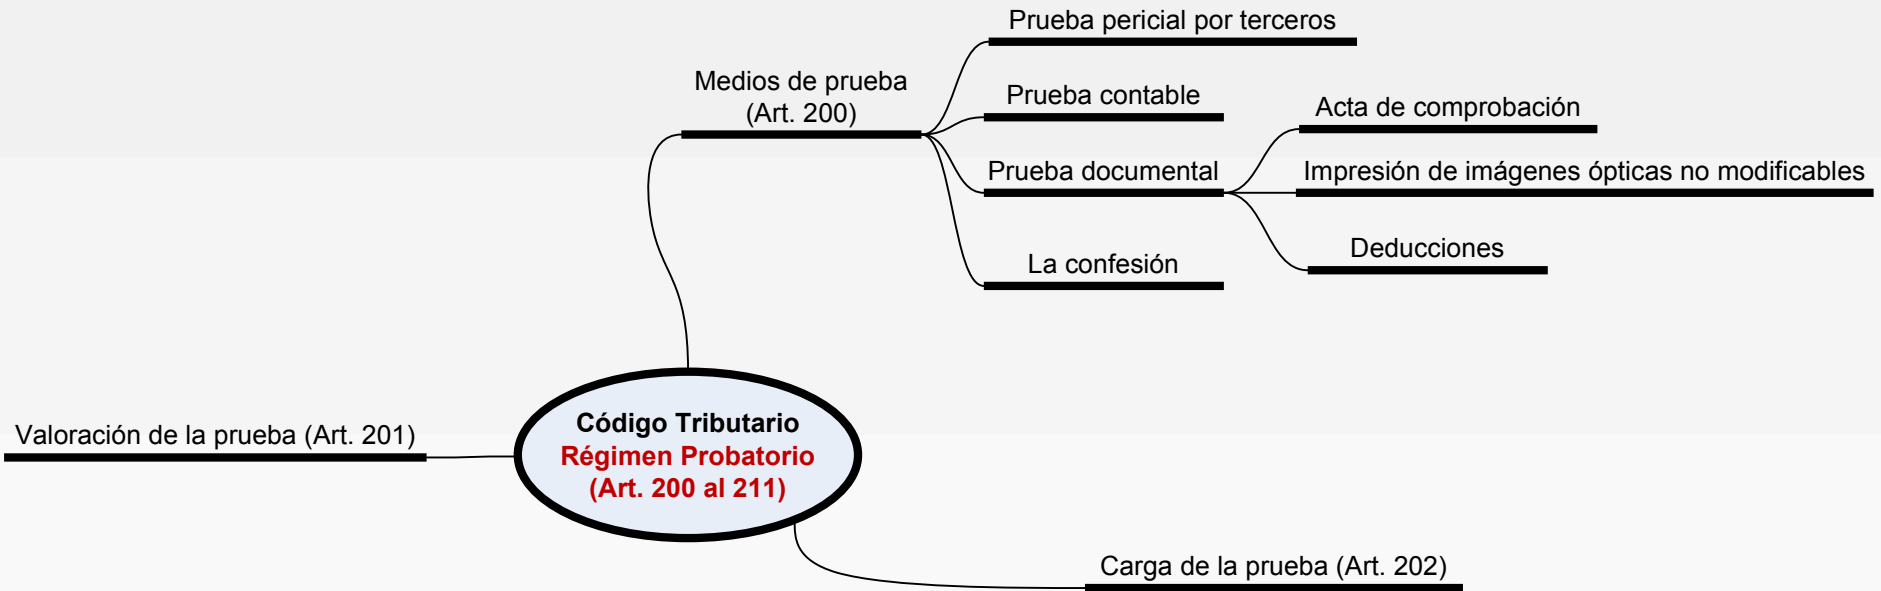 Prueba pericial por terceros
Medios de prueba
(Art. 200)
Prueba contable
Acta de comprobación
Prueba documental
Impresión de imágenes ópticas no modificables
Deducciones
La confesión
Código Tributario
Régimen Probatorio
(Art. 200 al 211)
Valoración de la prueba (Art. 201)
Carga de la prueba (Art. 202)